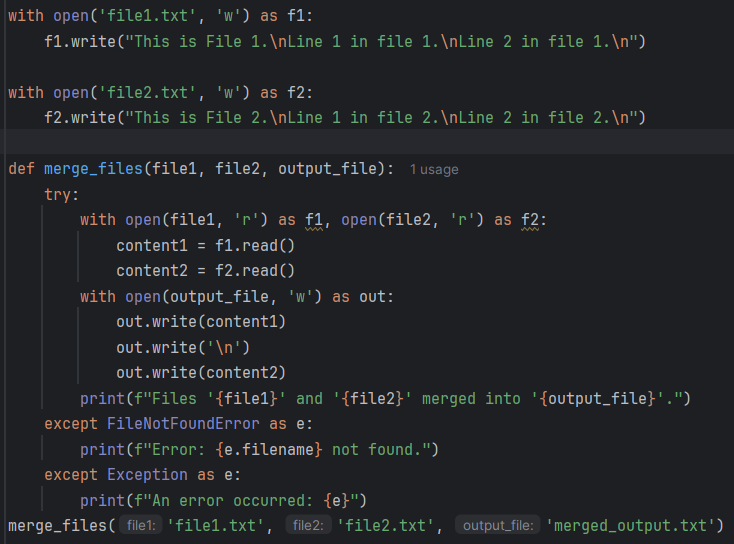 with open('file1.txt', 'w') as f1:
    f1.write("This is File 1.\nLine 1 in file 1.\nLine 2 in file 1.\n")

with open('file2.txt', 'w') as f2:
    f2.write("This is File 2.\nLine 1 in file 2.\nLine 2 in file 2.\n")

def merge_files(file1, file2, output_file):  1 usage
    try:
        with open(file1, 'r') as f1, open(file2, 'r') as f2:
            content1 = f1.read()
            content2 = f2.read()
        with open(output_file, 'w') as out:
            out.write(content1)
            out.write('\n')
            out.write(content2)
        print(f"Files '{file1}' and '{file2}' merged into '{output_file}'.")
    except FileNotFoundError as e:
        print(f"Error: {e.filename} not found.")
    except Exception as e:
        print(f"An error occurred: {e}")
merge_files( file1: 'file1.txt', file2: 'file2.txt', output_file: 'merged_output.txt')